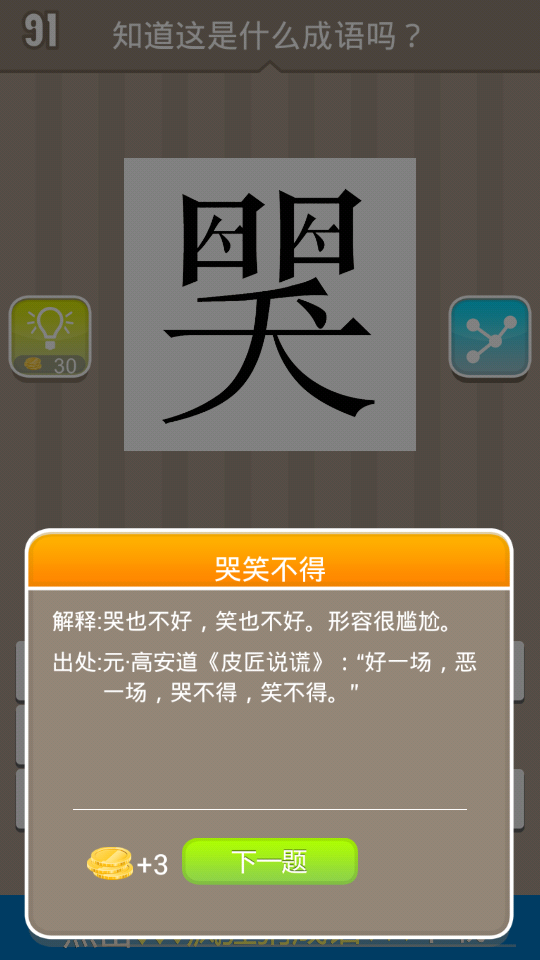 91
知道这是什么成语吗？
30
哭笑不得
解释:哭也不好，笑也不好。形容很尴尬。
出处:元·高安道《皮匠说谎》：“好一场，恶
一场，哭不得，笑不得。”
+3
下一题